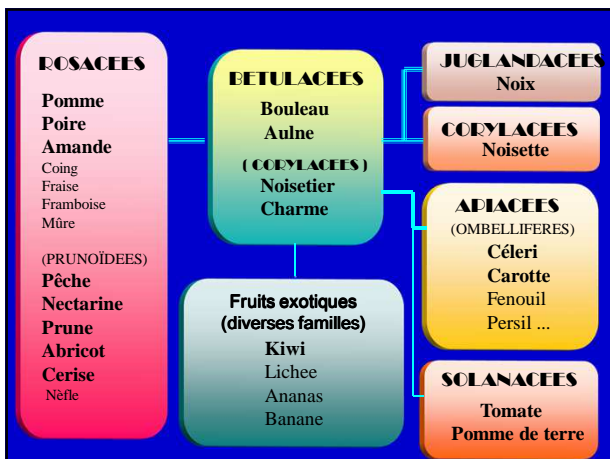 ROSACEES
Pomme
Poire
Amande
Coing
Fraise
Framboise
Mûre
(PRUNOÏDEES)
Pêche
Nectarine
Prune
Abricot
Cerise
Nèfle
BETULACEES
Bouleau
Aulne
( CORYLACEES )
Noisetier
Charme
Fruits exotiques
(diverses familles)
Kiwi
Lichee
Ananas
Banane
JUGLANDACEES
Noix
CORYLACEES
Noisette
APIACEES
(OMBELLIFERES)
Céleri
Carotte
Fenouil
Persil ...
SOLANACEES
Tomate
Pomme de terre